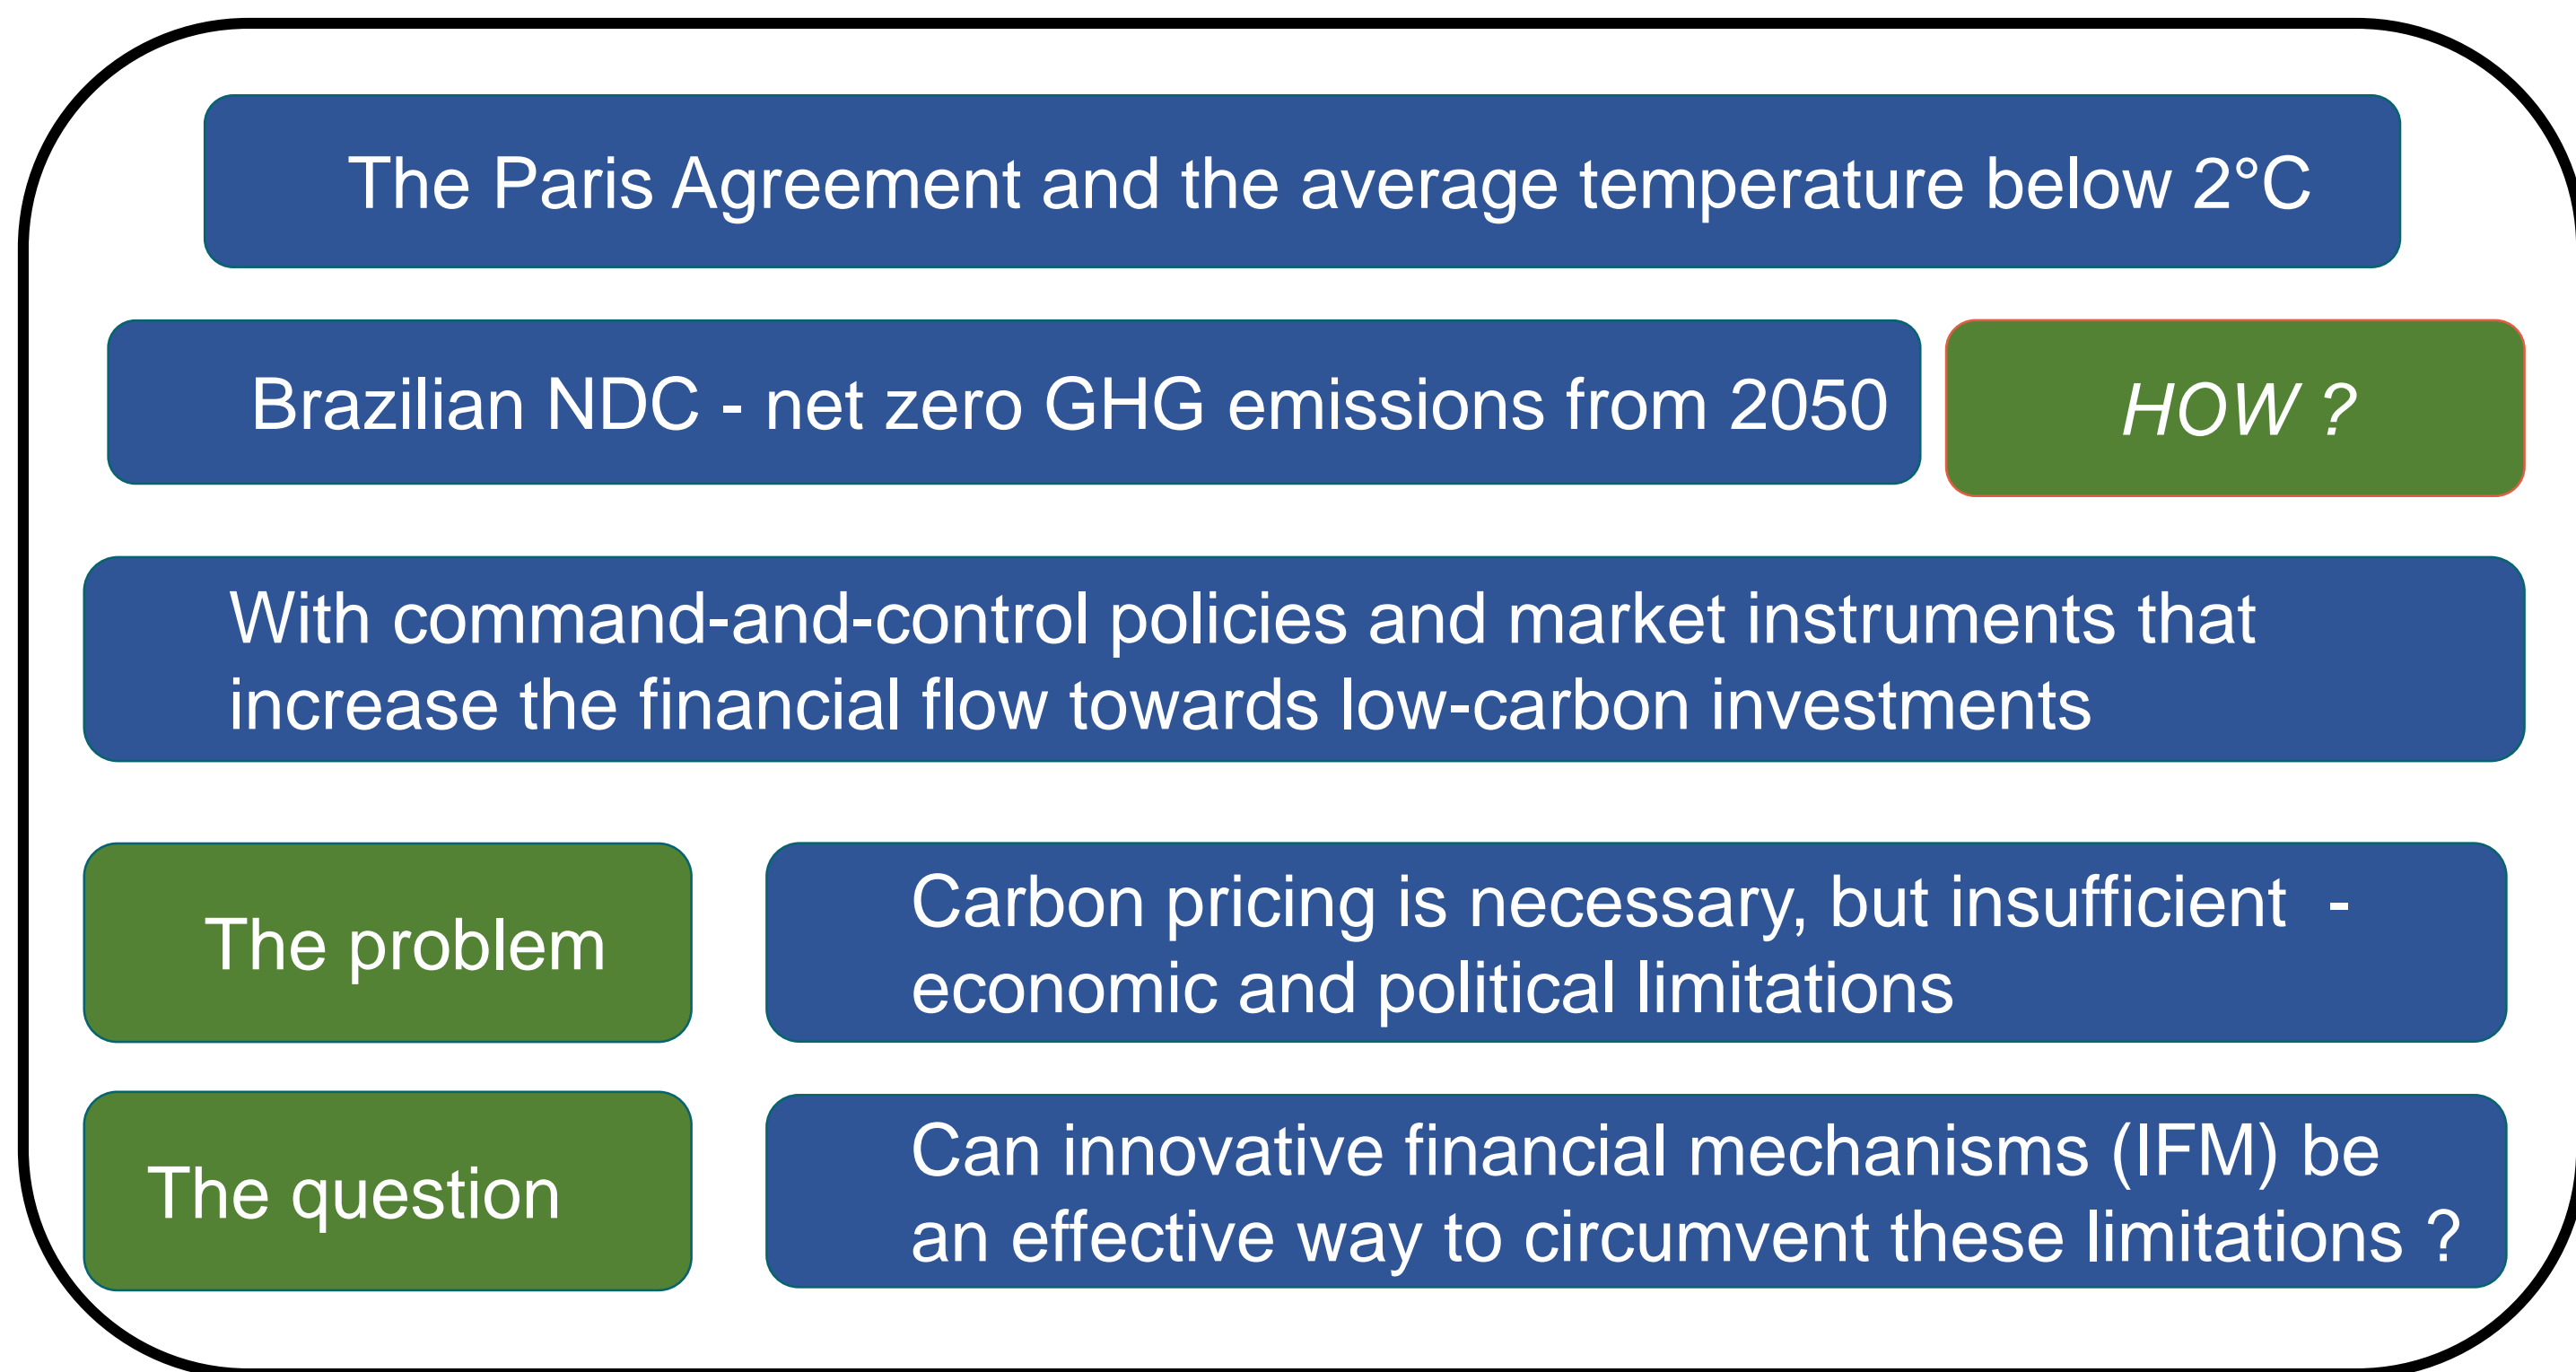 The Paris Agreement and the average temperature below 2°C
Brazilian NDC - net zero GHG emissions from 2050
HOW ?
With command-and-control policies and market instruments that
increase the financial flow towards low-carbon investments
The problem
Carbon pricing is necessary, but insufficient  -
economic and political limitations
The question
Can innovative financial mechanisms (IFM) be
an effective way to circumvent these limitations ?